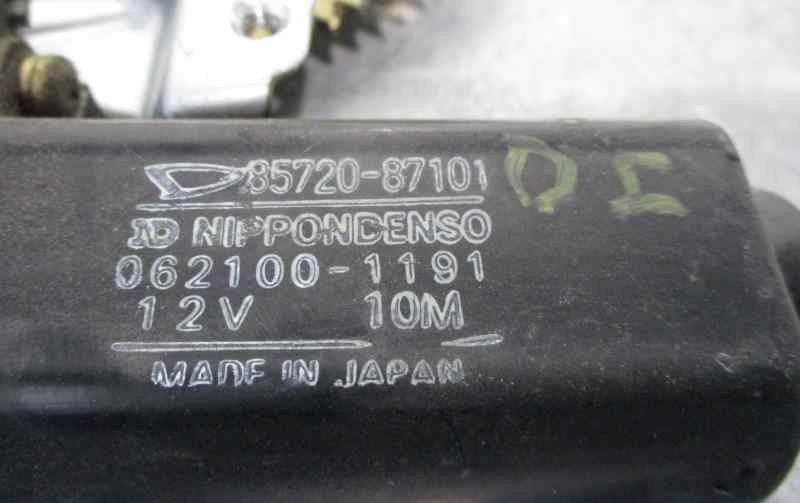 85720-87101
ND NIPPONDENSO
062100-1191
12V 10M
MADE IN JAPAN